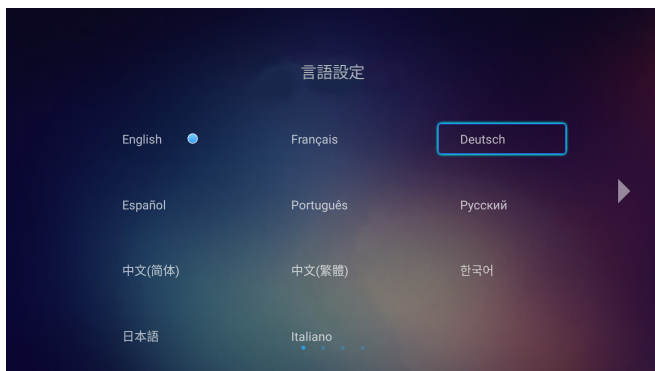 言語設定
English Français Deutsch
Español Português Русский
中文(简体) 中文(繁體) 한국어
日本語 Italiano